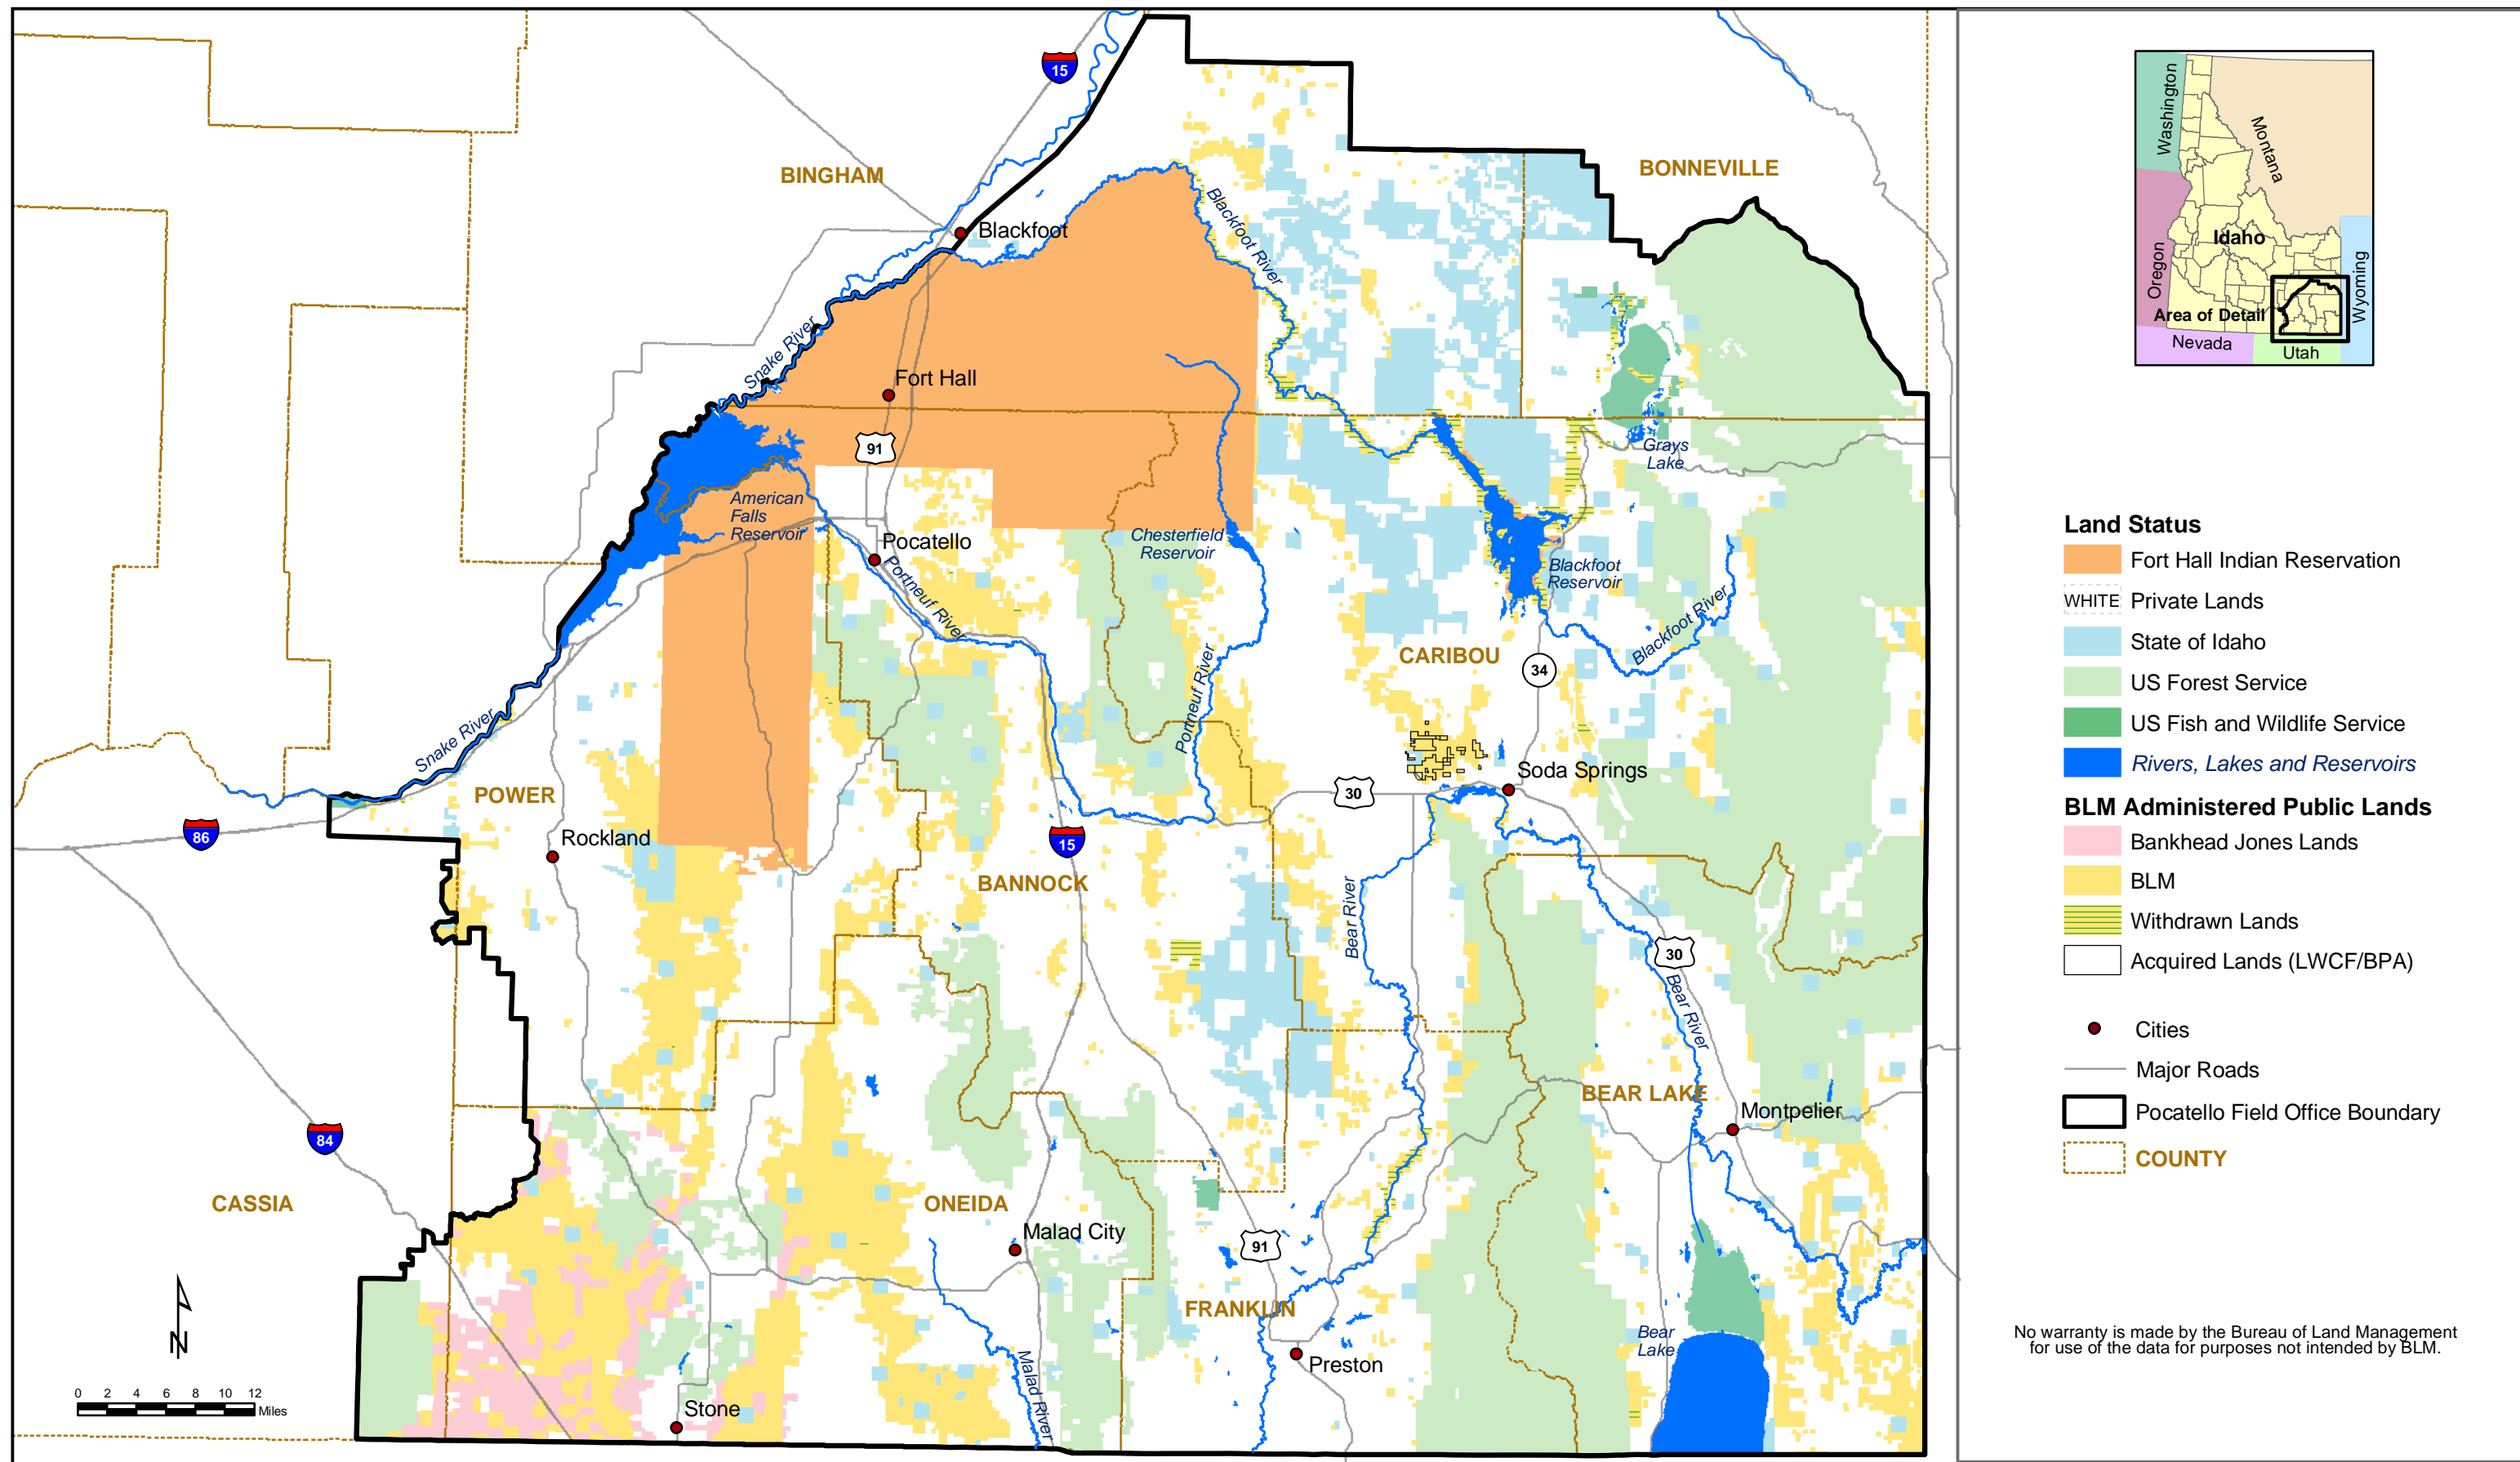 15
BINGHAM
BONNEVILLE
Blackfoot
Blackfoot River
Snake River
Fort Hall
91
Grays
Lake
American
Falls
Reservoir
Pocatello
Chesterfield
Reservoir
Blackfoot
Reservoir
Portneuf River
Blackfoot River
CARIBOU
34
Portneuf River
Snake River
POWER
Soda Springs
30
86
Rockland
15
BANNOCK
Bear River
30
Bear River
BEAR LAKE
Montpelier
84
CASSIA
ONEIDA
Malad City
91
FRANKLIN
Bear
Lake
Preston
Malad River
Stone
N
0 2 4 6 8 10 12
Miles
Washington
Montana
Oregon
Idaho
Wyoming
Area of Detail
Nevada
Utah
Land Status
Fort Hall Indian Reservation
WHITE Private Lands
State of Idaho
US Forest Service
US Fish and Wildlife Service
Rivers, Lakes and Reservoirs
BLM Administered Public Lands
Bankhead Jones Lands
BLM
Withdrawn Lands
Acquired Lands (LWCF/BPA)
Cities
Major Roads
Pocatello Field Office Boundary
COUNTY
No warranty is made by the Bureau of Land Management
for use of the data for purposes not intended by BLM.